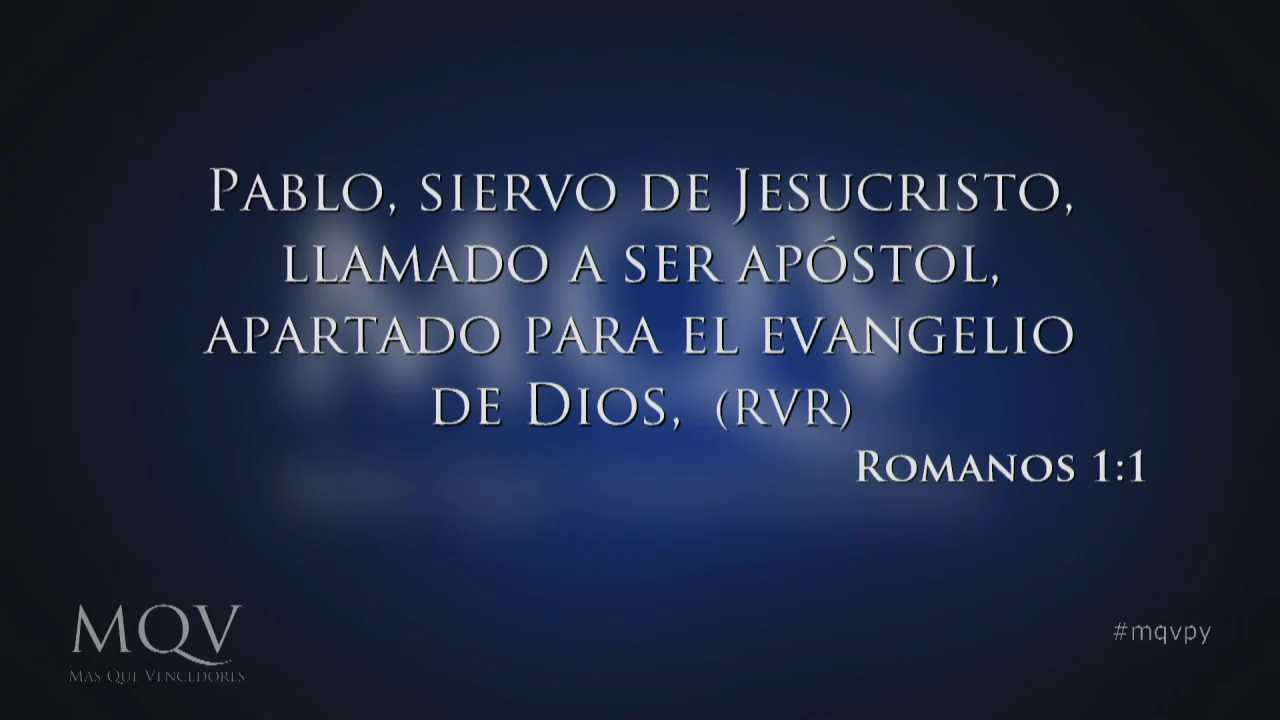 Pablo, siervo de Jesucristo,
llamado a ser apóstol,
apartado para el evangelio
de Dios, (RVR)
Romanos 1:1
MQV
Mas Que Vencedores
#mqvpy